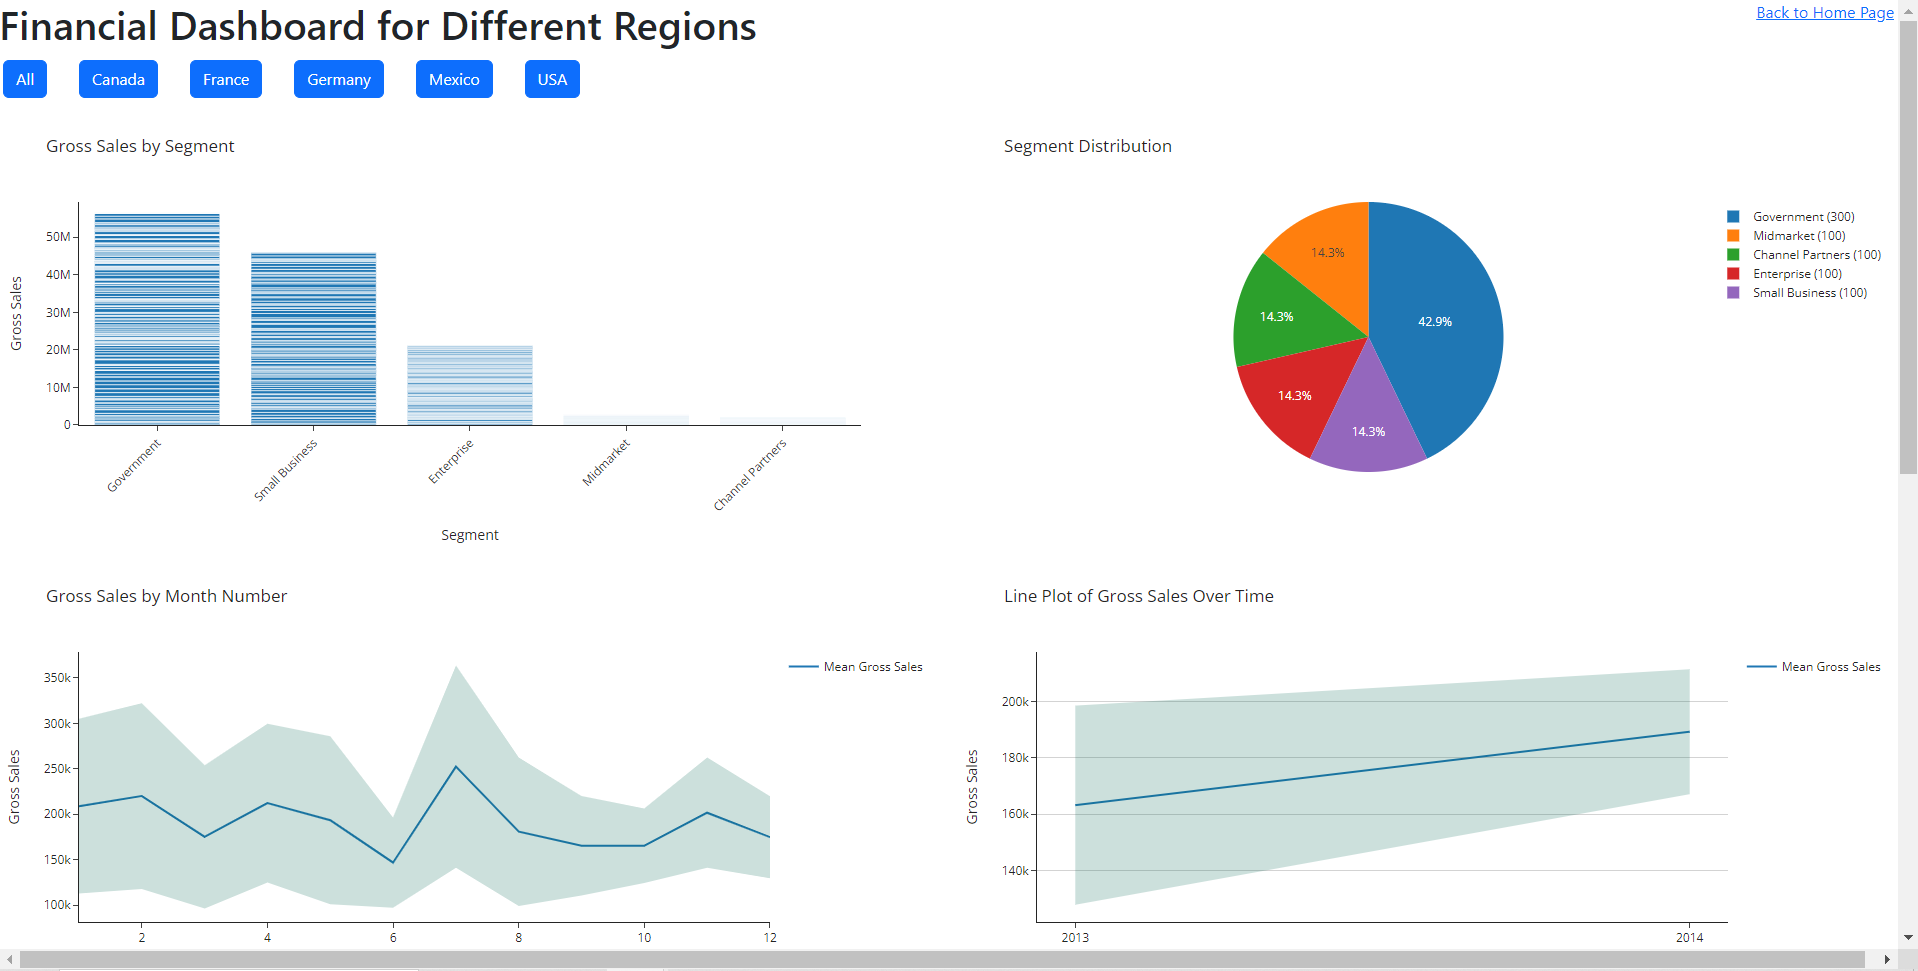 Financial Dashboard for Different Regions
Back to Home Page
All
Canada
France
Germany
Mexico
USA
Gross Sales by Segment
Gross Sales
50M
40M
30M
20M
10M
0
Government
Small Business
Enterprise
Midmarket
Channel Partners
Segment
Segment Distribution
14.3%
14.3%
42.9%
14.3%
14.3%
Government (300)
Midmarket (100)
Channel Partners (100)
Enterprise (100)
Small Business (100)
Gross Sales by Month Number
Mean Gross Sales
Gross Sales
350k
300k
250k
200k
150k
100k
2
4
6
8
10
12
Line Plot of Gross Sales Over Time
Mean Gross Sales
Gross Sales
200k
180k
160k
140k
2013
2014